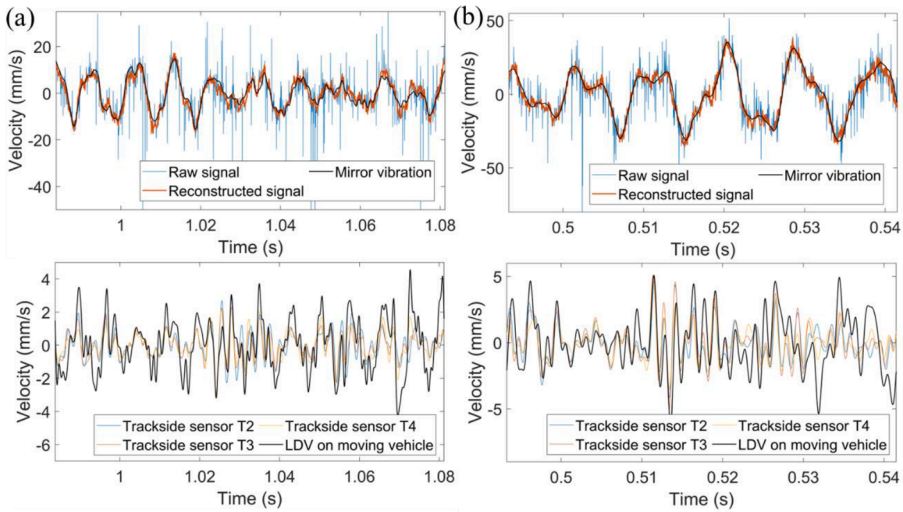 (a)
Velocity (mm/s)
20
0
-20
-40
Raw signal
Mirror vibration
Reconstructed signal
1
1.02
1.04
1.06
1.08
Time (s)
(b)
Velocity (mm/s)
50
0
-50
Raw signal
Mirror vibration
Reconstructed signal
0.5
0.51
0.52
0.53
0.54
Time (s)
Velocity (mm/s)
4
2
0
-2
-4
-6
Trackside sensor T2
Trackside sensor T4
Trackside sensor T3
LDV on moving vehicle
1
1.02
1.04
1.06
1.08
Time (s)
Velocity (mm/s)
5
0
-5
Trackside sensor T2
Trackside sensor T4
Trackside sensor T3
LDV on moving vehicle
0.5
0.51
0.52
0.53
0.54
Time (s)